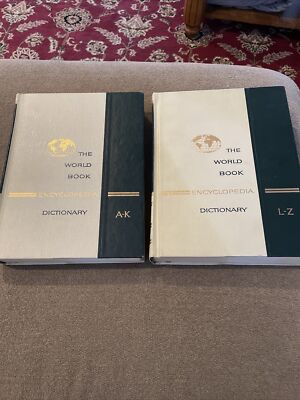 THE
WORLD
BOOK
ENCYCLOPEDIA
DICTIONARY
A-K
THE
WORLD
BOOK
ENCYCLOPEDIA
DICTIONARY
L-Z